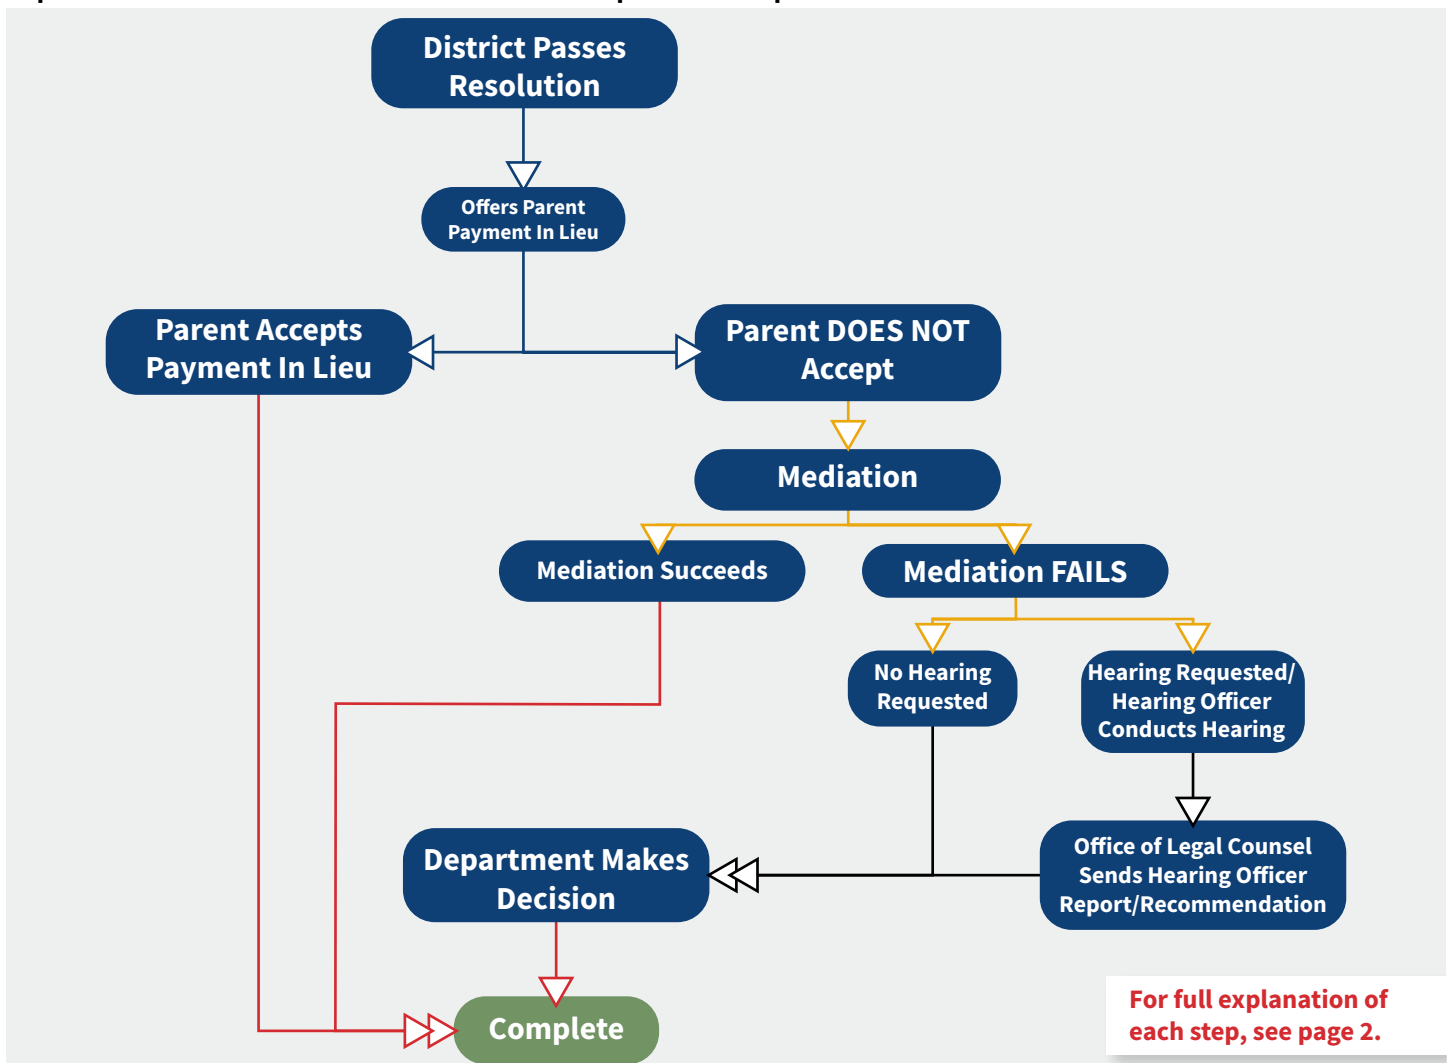 District Passes
Resolution
Offers Parent
Payment In Lieu
Parent Accepts
Payment In Lieu
Parent DOES NOT
Accept
Mediation
Mediation Succeeds
Mediation FAILS
No Hearing
Requested
Hearing Requested/
Hearing Officer
Conducts Hearing
Department Makes
Decision
Office of Legal Counsel
Sends Hearing Officer
Report/Recommendation
Complete
For full explanation of
each step, see page 2.